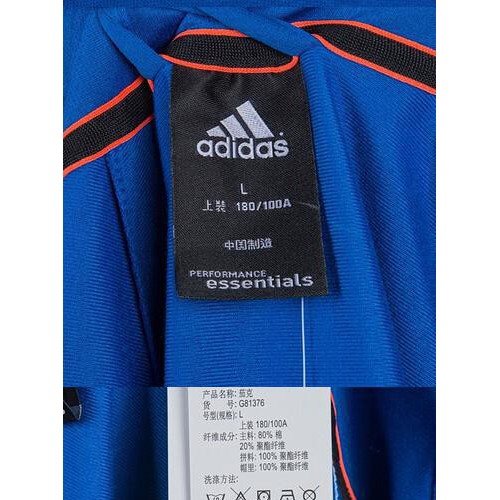 adidas
L
上装 180/100A
中国制造
PERFORMANCE
essentials
产品名称: 茄克
货 号: G81376
型号(规格): L
上装 180/100A
纤维成分: 主料: 80% 棉
20% 聚酯纤维
拼料: 100% 聚酯纤维
帽里: 100% 聚酯纤维
洗涤方法: